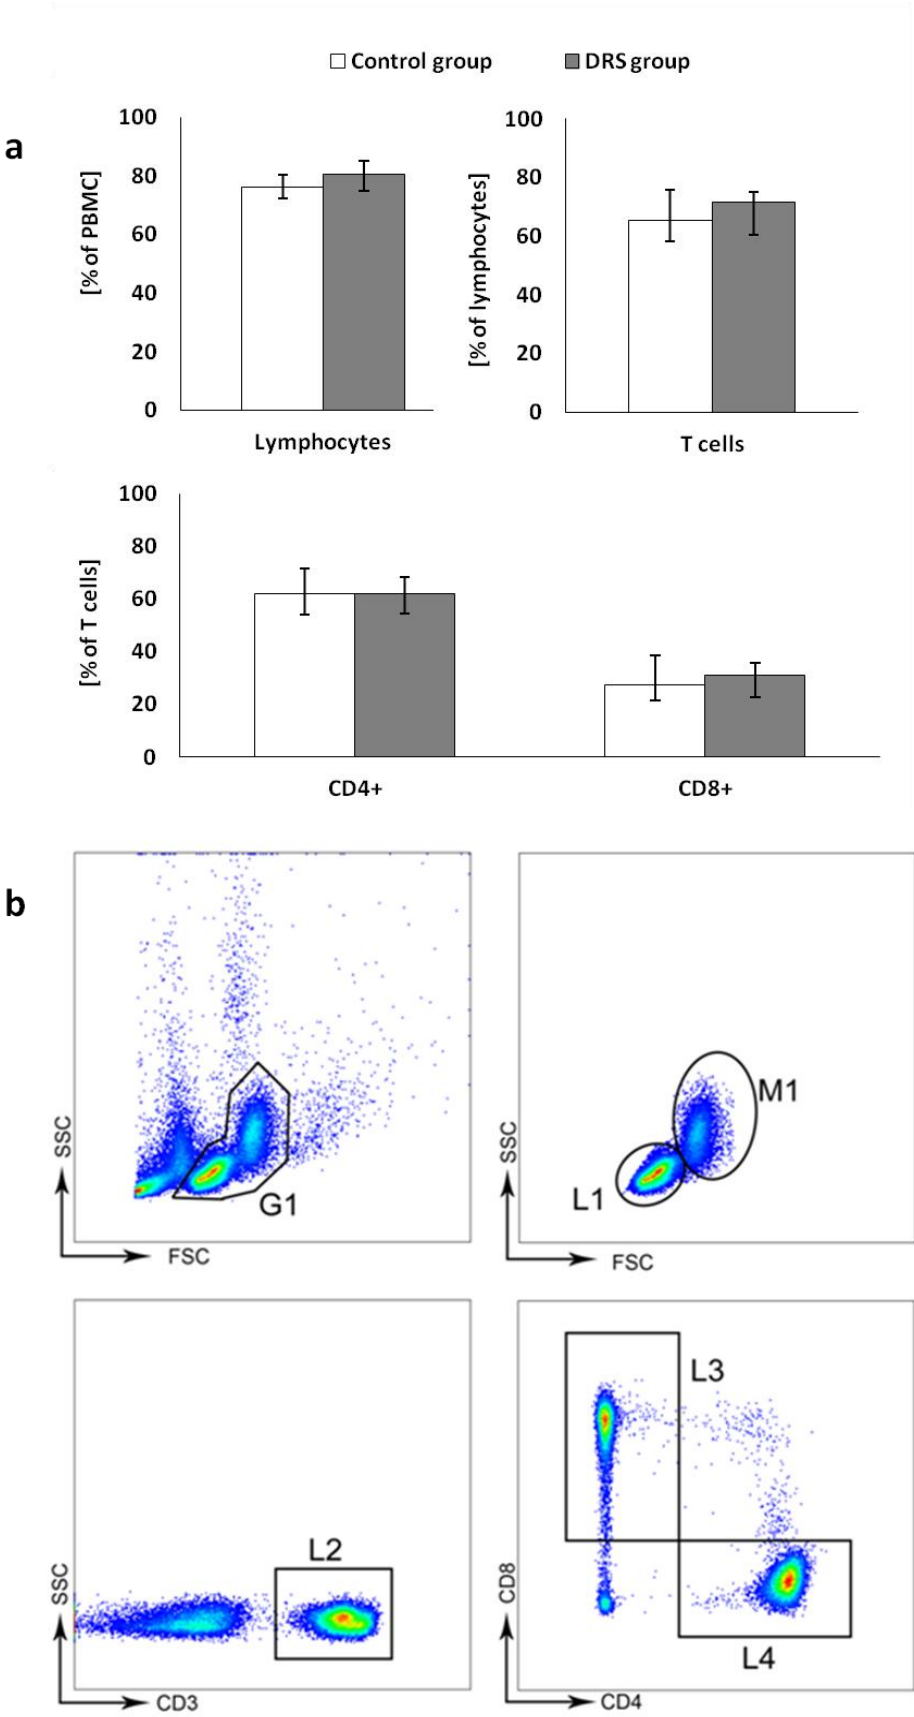 Control group DRS group
a
100
80
60
40
20
0
[% of PBMC]
Lymphocytes
100
80
60
40
20
0
[% of lymphocytes]
T cells
100
80
60
40
20
0
[% of T cells]
CD4+ CD8+
b
SSC
FSC
G1
SSC
FSC
L1
M1
SSC
CD3
L2
CD8
CD4
L3
L4